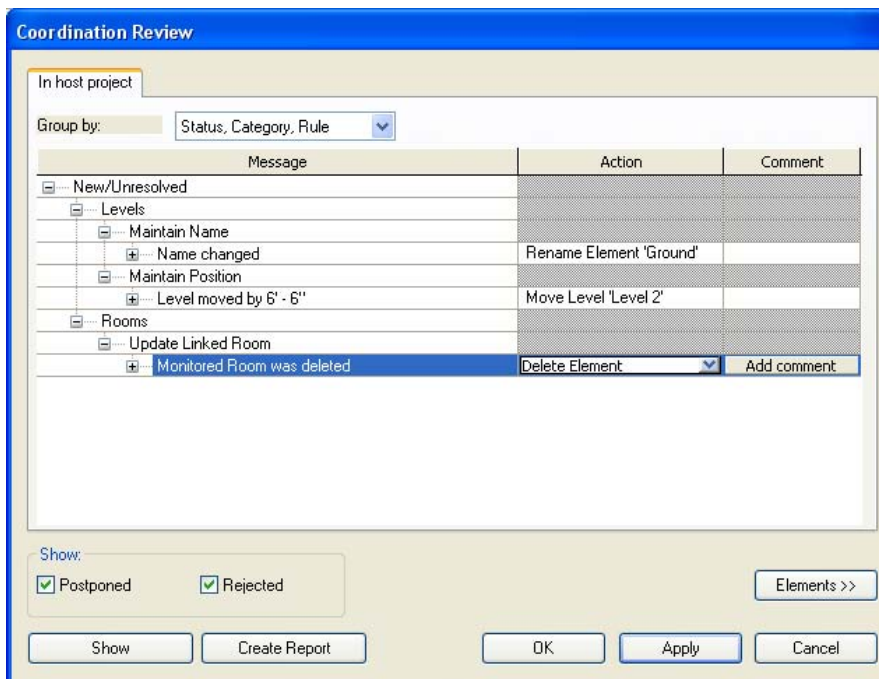 Coordination Review
In host project
Group by: Status, Category, Rule
Message Action Comment
New/Unresolved
Levels
Maintain Name
Name changed Rename Element 'Ground'
Maintain Position
Level moved by 6' - 6" Move Level 'Level 2'
Rooms
Update Linked Room
Monitored Room was deleted Delete Element Add comment
Show:
Postponed Rejected Elements >>
Show Create Report OK Apply Cancel